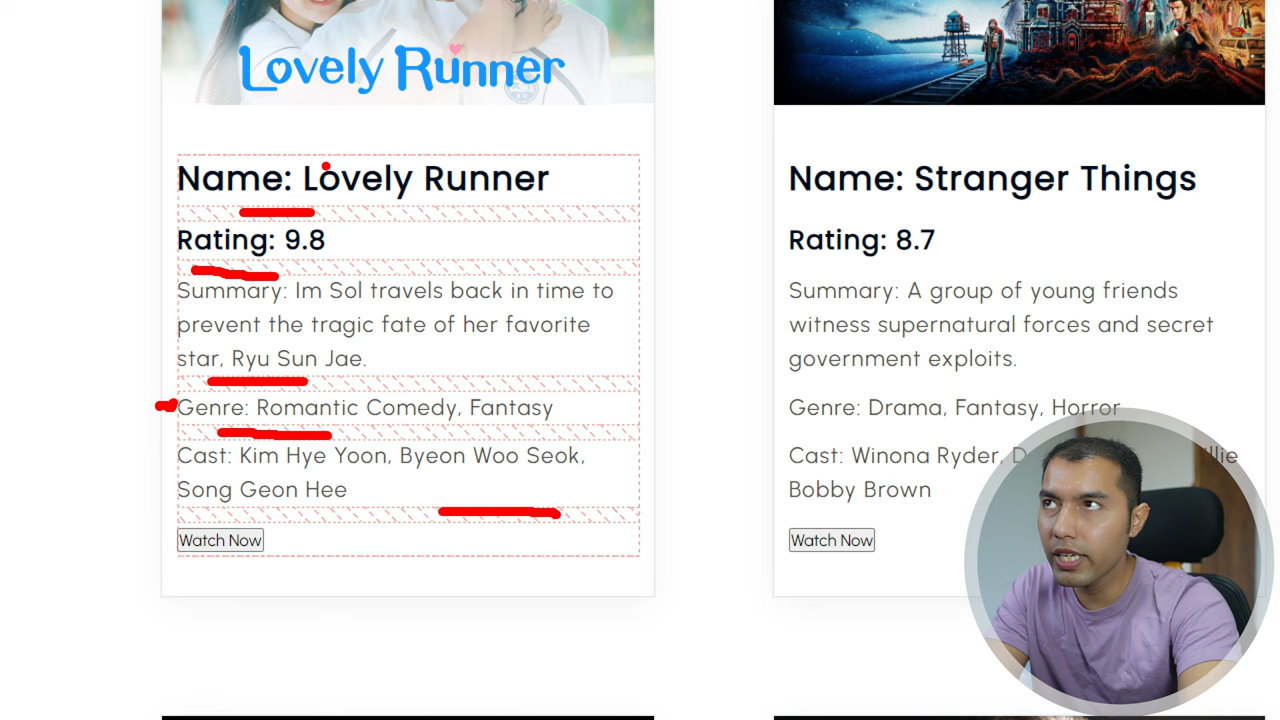 Lovely Runner
Name: Lovely Runner
Rating: 9.8
Summary: Im Sol travels back in time to
prevent the tragic fate of her favorite
star, Ryu Sun Jae.
Genre: Romantic Comedy, Fantasy
Cast: Kim Hye Yoon, Byeon Woo Seok,
Song Geon Hee
Watch Now
Name: Stranger Things
Rating: 8.7
Summary: A group of young friends
witness supernatural forces and secret
government exploits.
Genre: Drama, Fantasy, Horror
Cast: Winona Ryder,
Bobby Brown
Watch Now